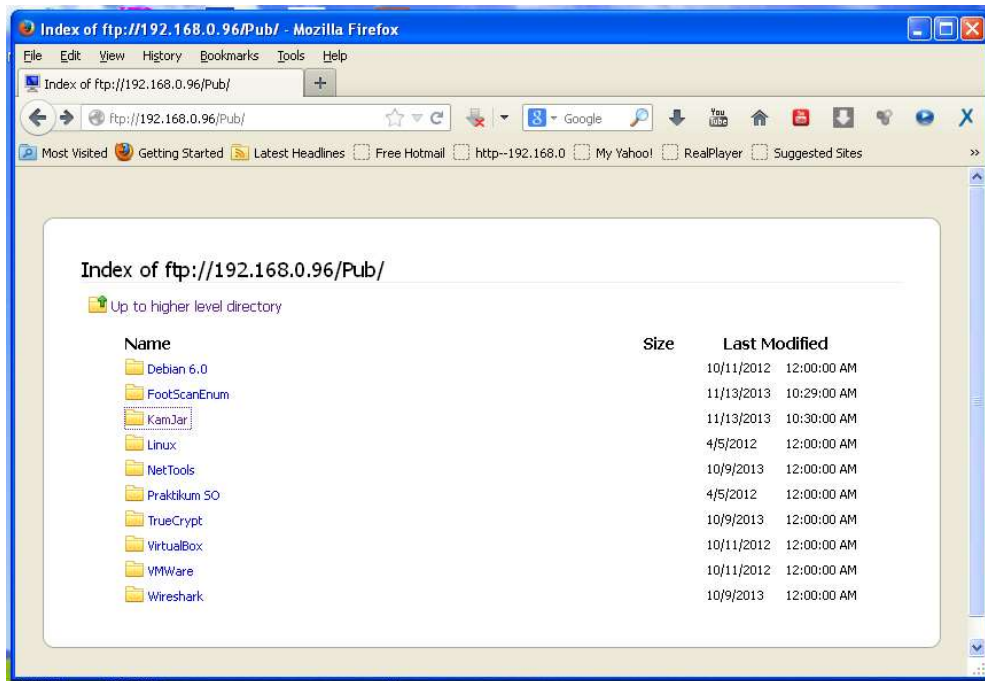 Index of ftp://192.168.0.96/Pub/ - Mozilla Firefox
File Edit View History Bookmarks Tools Help
Index of ftp://192.168.0.96/Pub/ +
ftp://192.168.0.96/Pub/ 8 Google You Tube X
Most Visited Getting Started Latest Headlines Free Hotmail http--192.168.0 My Yahoo! RealPlayer Suggested Sites »
Index of ftp://192.168.0.96/Pub/
Up to higher level directory
Name Size Last Modified
Debian 6.0 10/11/2012 12:00:00 AM
FootScanEnum 11/13/2013 10:29:00 AM
KamJar 11/13/2013 10:30:00 AM
Linux 4/5/2012 12:00:00 AM
NetTools 10/9/2013 12:00:00 AM
Praktikum SO 4/5/2012 12:00:00 AM
TrueCrypt 10/9/2013 12:00:00 AM
VirtualBox 10/11/2012 12:00:00 AM
VMWare 10/11/2012 12:00:00 AM
Wireshark 10/9/2013 12:00:00 AM